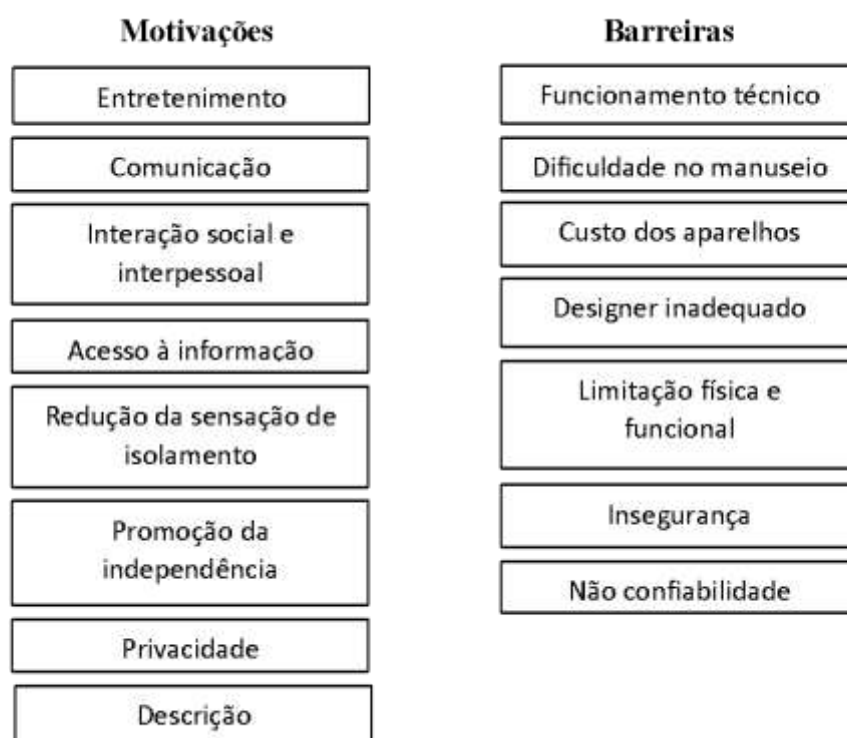 Motivações
Entretenimento
Comunicação
Interação social e
interpessoal
Acesso à informação
Redução da sensação de
isolamento
Promoção da
independência
Privacidade
Descrição
Barreiras
Funcionamento técnico
Dificuldade no manuseio
Custo dos aparelhos
Designer inadequado
Limitação física e
funcional
Insegurança
Não confiabilidade